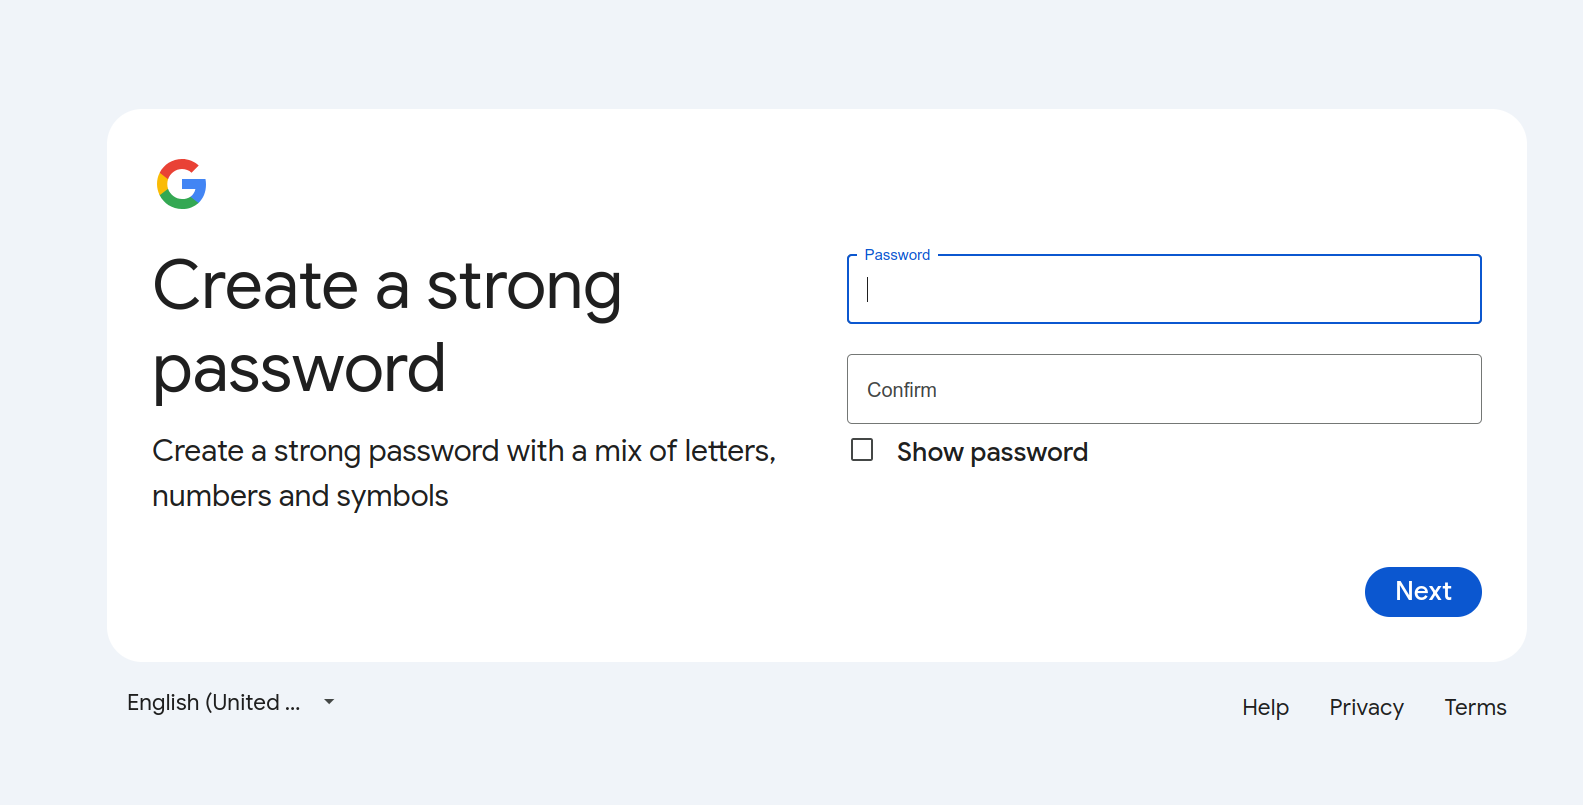 Create a strong
password
Create a strong password with a mix of letters,
numbers and symbols
Password
Confirm
Show password
Next
English (United ...
Help
Privacy
Terms